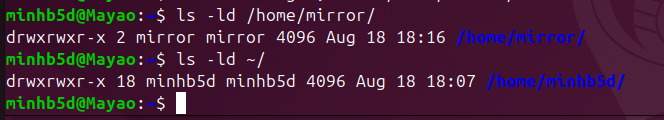 minhb5d@Mayao:~$ ls -ld /home/mirror/
drwxrwxr-x 2 mirror mirror 4096 Aug 18 18:16 /home/mirror/
minhb5d@Mayao:~$ ls -ld ~/
drwxrwxr-x 18 minhb5d minhb5d 4096 Aug 18 18:07 /home/minhb5d/
minhb5d@Mayao:~$